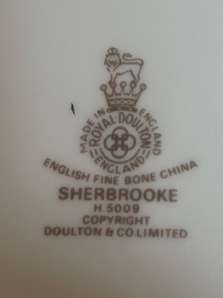 MADE IN ENGLAND
ROYAL DOULTON
ENGLAND
ENGLISH FINE BONE CHINA
SHERBROOKE
H 5009
COPYRIGHT
DOULTON & CO.LIMITED